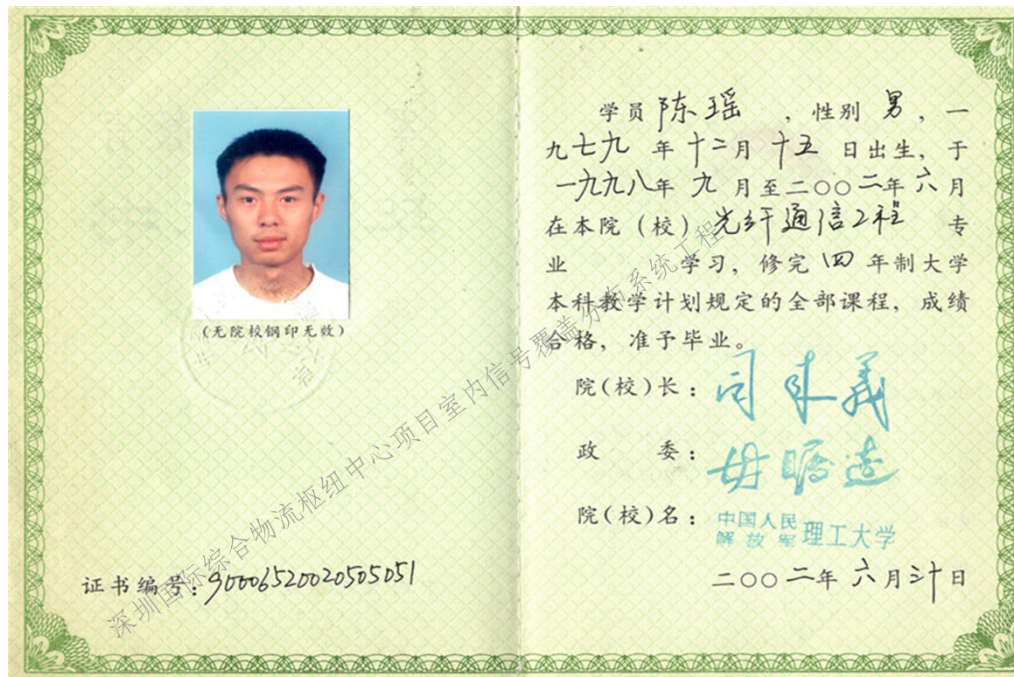 (无院校钢印无效)
证书编号:90006520020505051
学员 陈瑶 ,性别 男,一
九七九 年 十二 月 十五 日出生,于
一九九八年 九 月至二〇〇二年 六 月
在本院(校)光纤通信工程 专
业 学习,修完 四 年制大学
本科教学计划规定的全部课程,成绩
合格,准予毕业。
院(校)长:
政 委:
院(校)名:中国人民解放军理工大学
二〇〇二年 六 月三十日
深圳国际综合物流枢纽中心项目室内信号覆盖分布系统工程